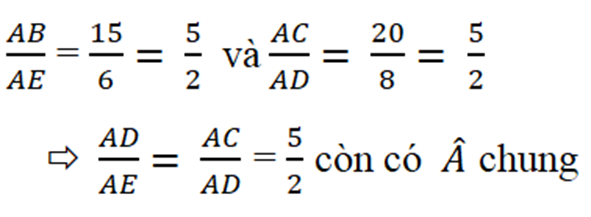 AB/AE = 15/6 = 5/2 và AC/AD = 20/8 = 5/2
⇨ AD/AE = AC/AD = 5/2 còn có Â chung